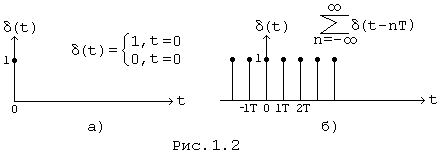 δ(t)
δ(t)= { 1, t=0
0, t=0
1
0
t
а)
δ(t)
∞
∑ δ(t-nT)
n=-∞
1
-1T 0 1T 2T
t
б)
Рис.1.2